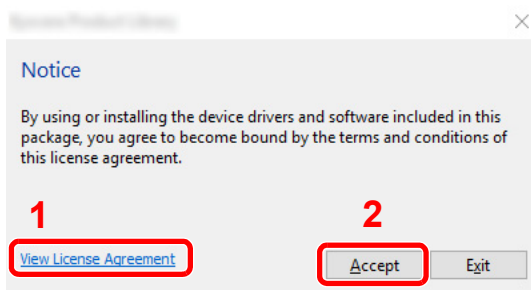 Notice
By using or installing the device drivers and software included in this
package, you agree to become bound by the terms and conditions of
this license agreement.
1
2
View License Agreement
Accept
Exit